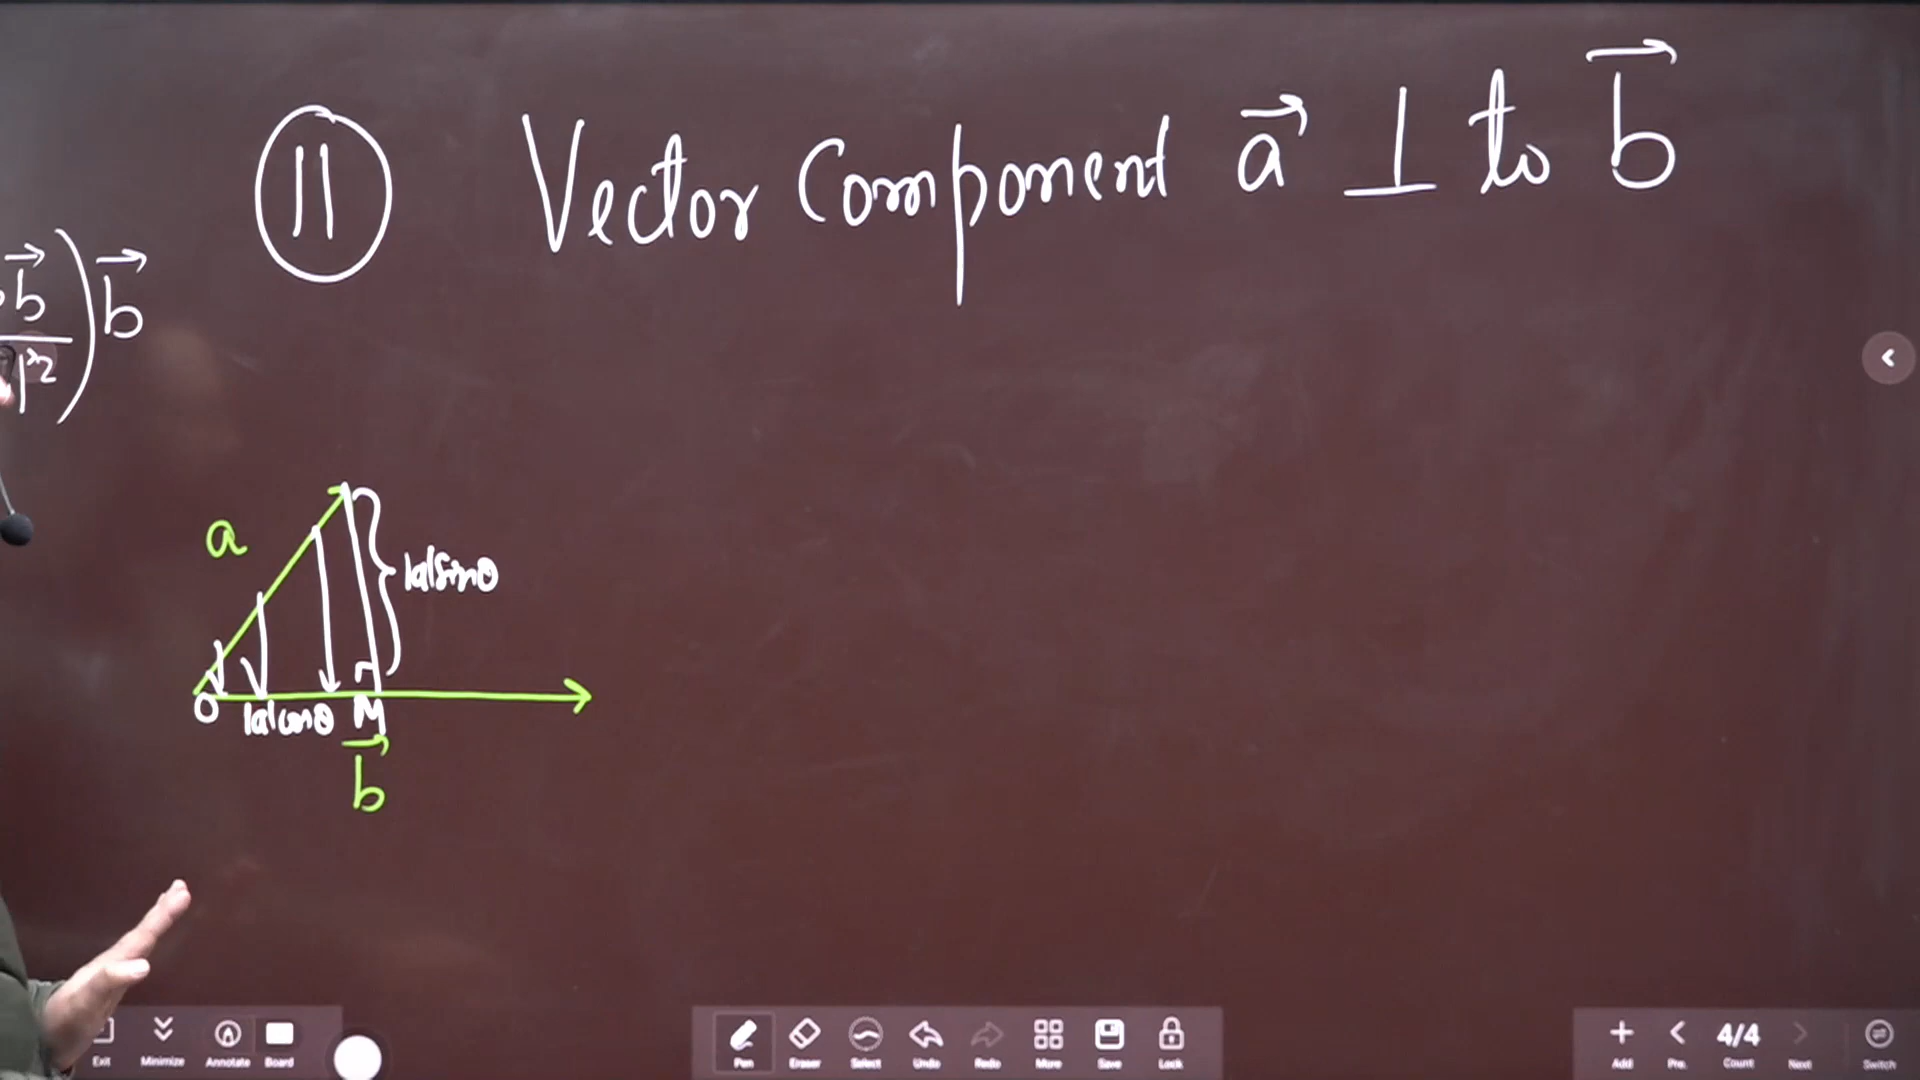 11 Vector Component a⃗ ⊥ to b⃗
b⃗) b⃗
|²
a
|a|sinθ
O |a|cosθ M
b⃗
Exit Minimize Annotate Board
Pen Eraser Select Undo Redo More Save Lock
4/4
Add Pre. Count Next Switch